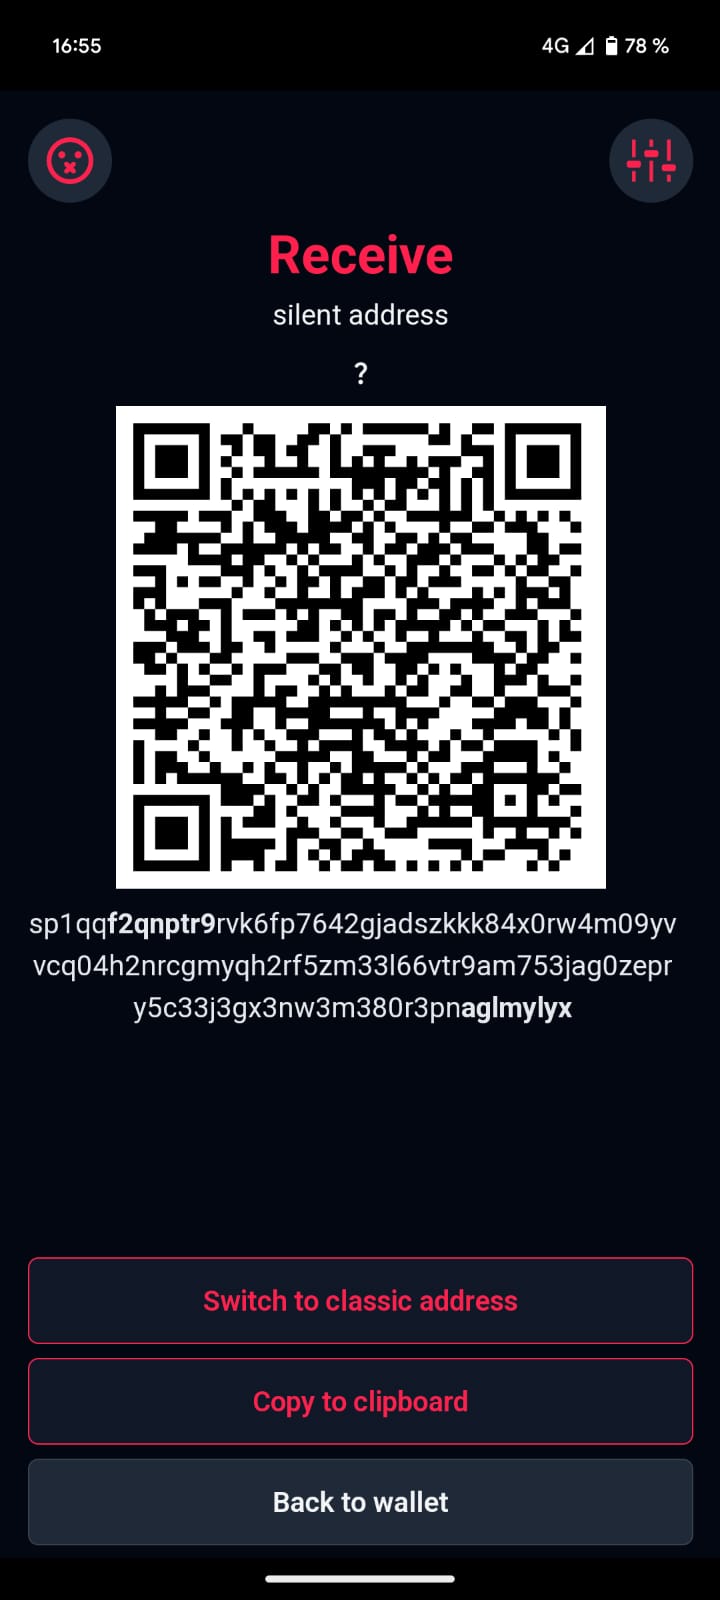 16:55
4G 78 %
Receive
silent address
?
sp1qqf2qnptr9rvk6fp7642gjadszkkk84x0rw4m09yv
vcq04h2nrcgmyqh2rf5zm33l66vtr9am753jag0zepr
y5c33j3gx3nw3m380r3pnaglmylyx
Switch to classic address
Copy to clipboard
Back to wallet